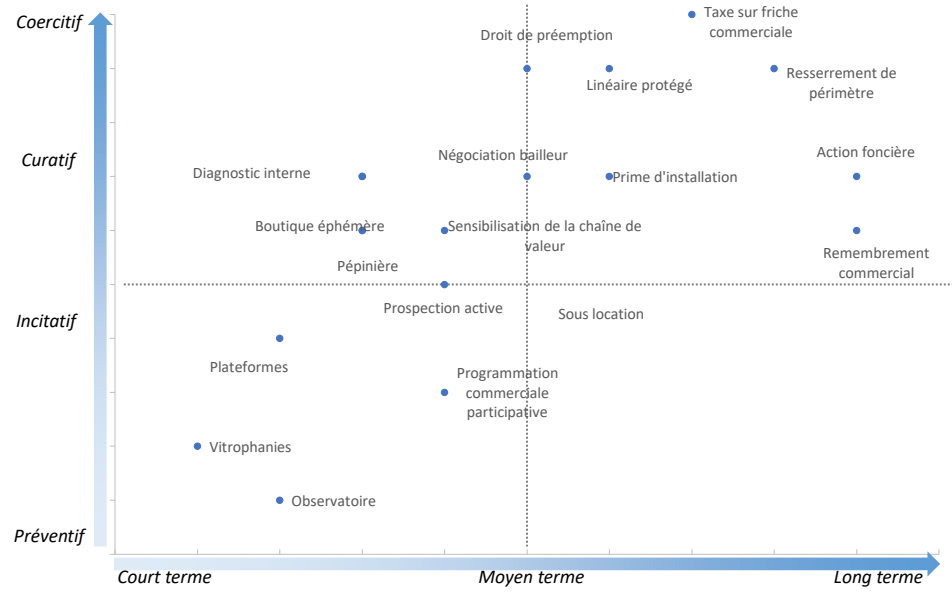 Coercitif
Taxe sur friche
commerciale
Droit de préemption
Linéaire protégé
Resserrement de
périmètre
Curatif
Négociation bailleur
Action foncière
Diagnostic interne
Prime d'installation
Boutique éphémère
Sensibilisation de la chaîne de
valeur
Remembrement
commercial
Pépinière
Prospection active
Sous location
Incitatif
Plateformes
Programmation
commerciale
participative
Vitrophanies
Observatoire
Préventif
Court terme
Moyen terme
Long terme